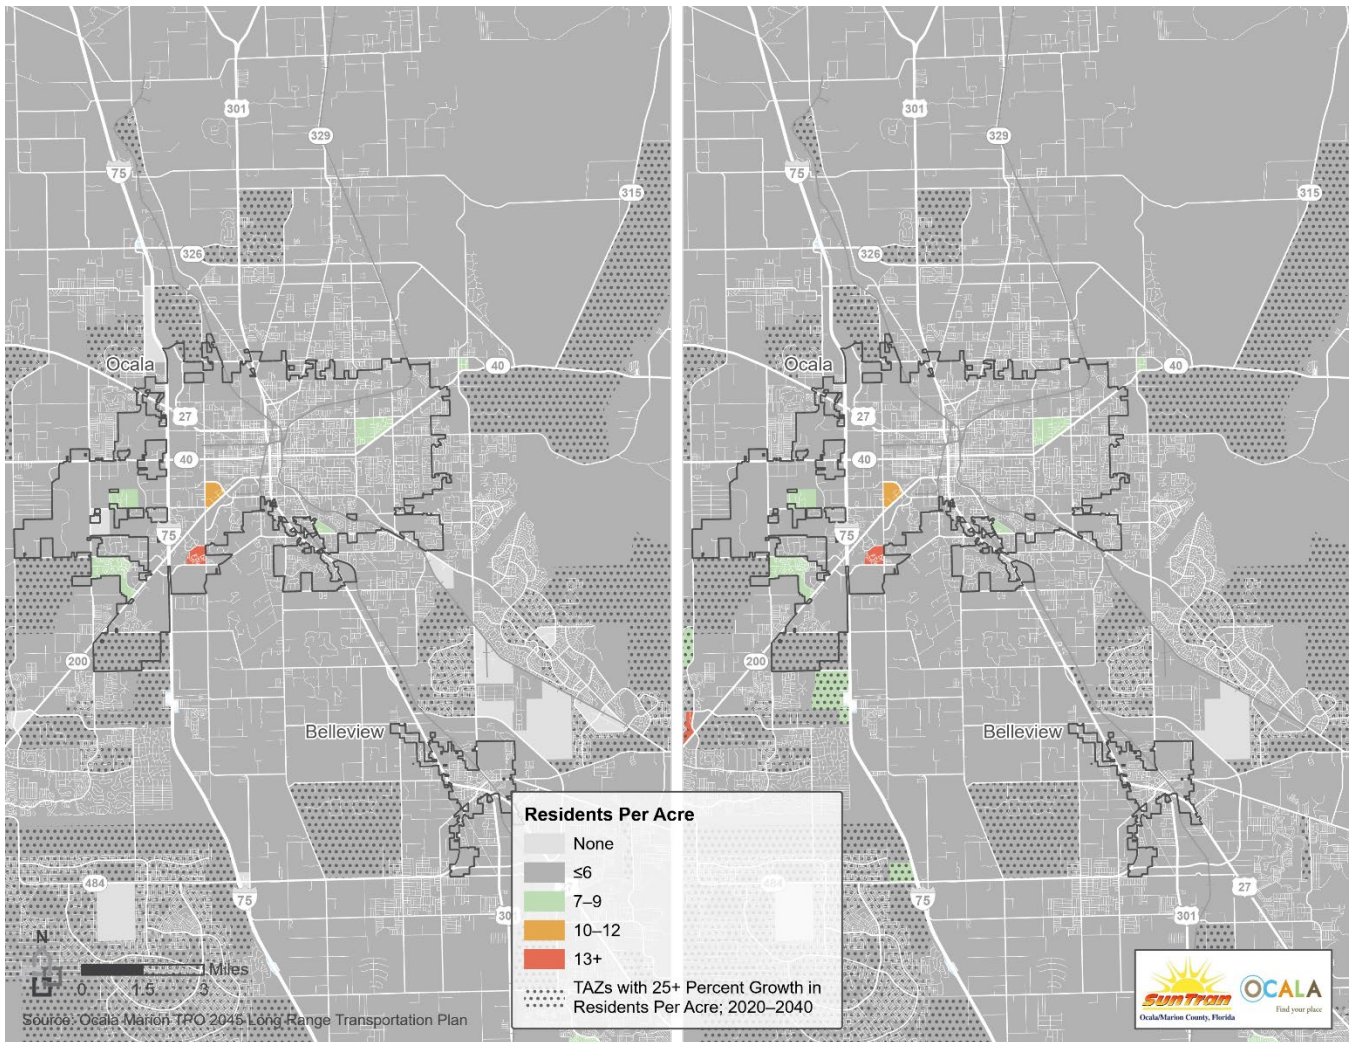 301
329
75
315
326
Ocala
40
27
40
75
200
Belleview
484
75
301
N
Miles
0 1.5 3
Source: Ocala Marion TPO 2045 Long Range Transportation Plan
301
329
75
315
326
Ocala
40
27
40
75
200
Belleview
484
75
27
301
Residents Per Acre
None
≤6
7–9
10–12
13+
TAZs with 25+ Percent Growth in
Residents Per Acre; 2020–2040
SunTran
Ocala/Marion County, Florida
OCALA
Find your place